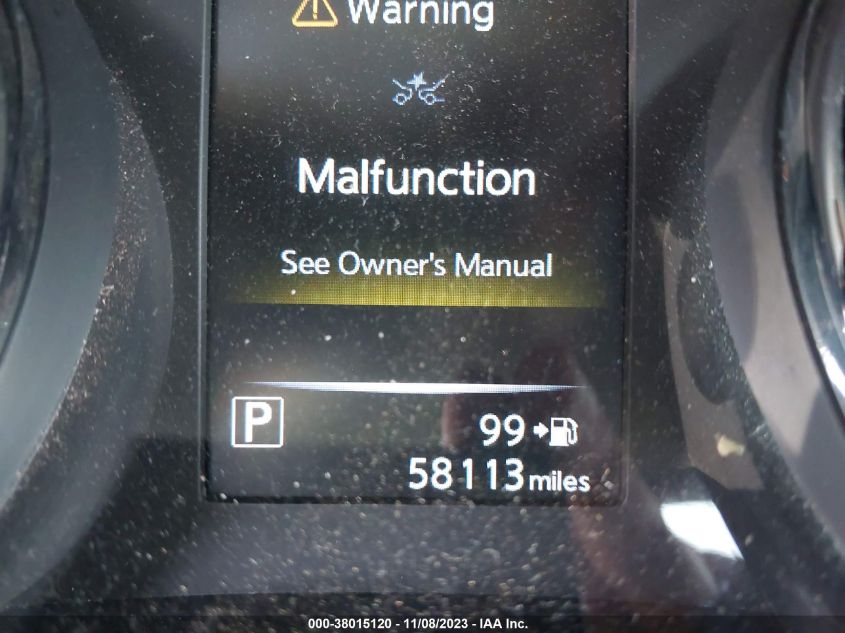 Warning
Malfunction
See Owner's Manual
P 99
58113 miles
000-38015120 - 11/08/2023 - IAA Inc.